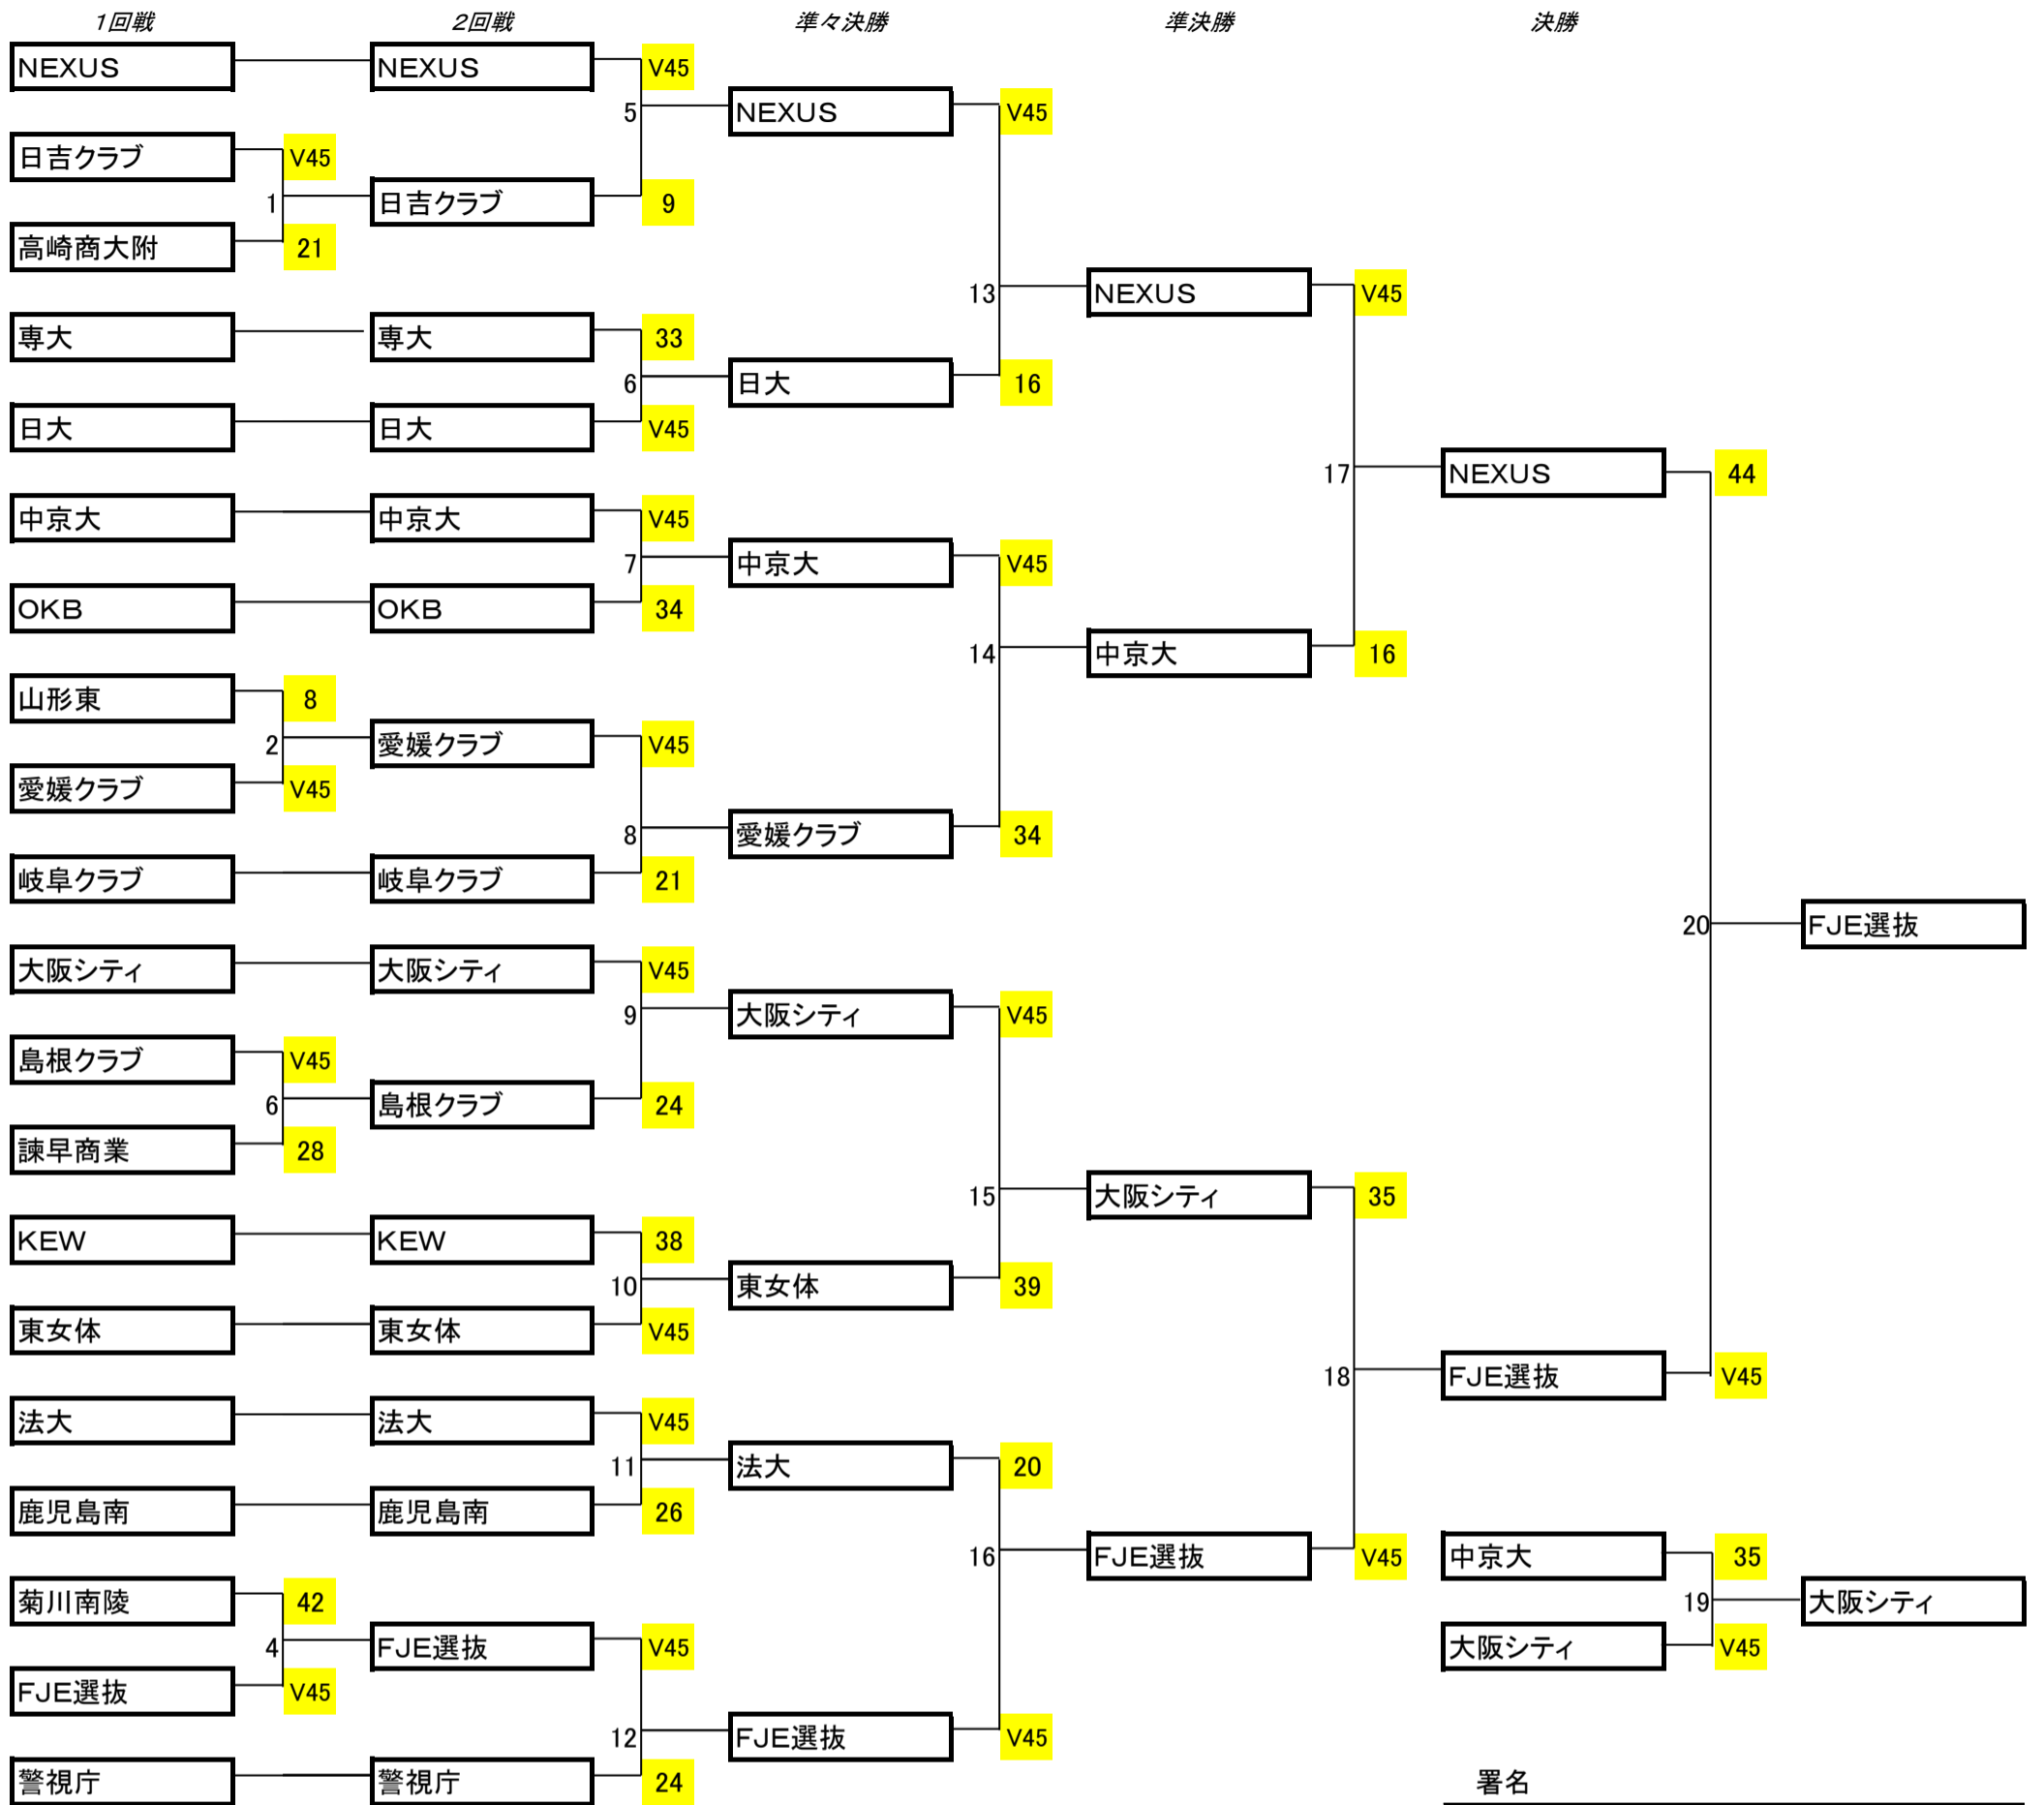 1回戦 2回戦 準々決勝 準決勝 決勝
NEXUS NEXUS V45
5 NEXUS V45
日吉クラブ V45
1 日吉クラブ 9
高崎商大附 21
13 NEXUS V45
専大 専大 33
6 日大 16
日大 日大 V45
17 NEXUS 44
中京大 中京大 V45
7 中京大 V45
OKB OKB 34
14 中京大 16
山形東 8
2 愛媛クラブ V45
愛媛クラブ V45
8 愛媛クラブ 34
岐阜クラブ 岐阜クラブ 21
20 FJE選抜
大阪シティ 大阪シティ V45
9 大阪シティ V45
島根クラブ V45
6 島根クラブ 24
諫早商業 28
15 大阪シティ 35
KEW KEW 38
10 東女体 39
東女体 東女体 V45
18 FJE選抜 V45
法大 法大 V45
11 法大 20
鹿児島南 鹿児島南 26
16 FJE選抜 V45 中京大 35
菊川南陵 42
19 大阪シティ
4 FJE選抜 V45 大阪シティ V45
FJE選抜 V45
12 FJE選抜 V45
警視庁 警視庁 24 署名